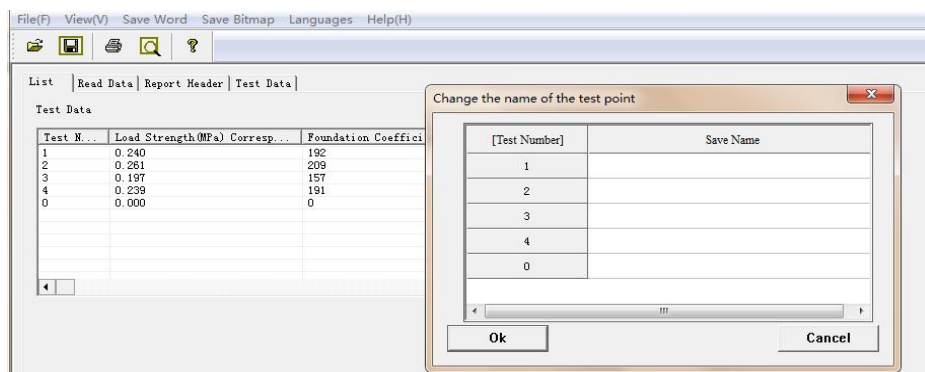 File(F) View(V) Save Word Save Bitmap Languages Help(H)
List Read Data Report Header Test Data
Test Data
Test N... Load Strength(MPa) Corresp... Foundation Coeffici
1 0.240 192
2 0.261 209
3 0.197 157
4 0.239 191
0 0.000 0
Change the name of the test point
[Test Number] Save Name
1
2
3
4
0
Ok Cancel